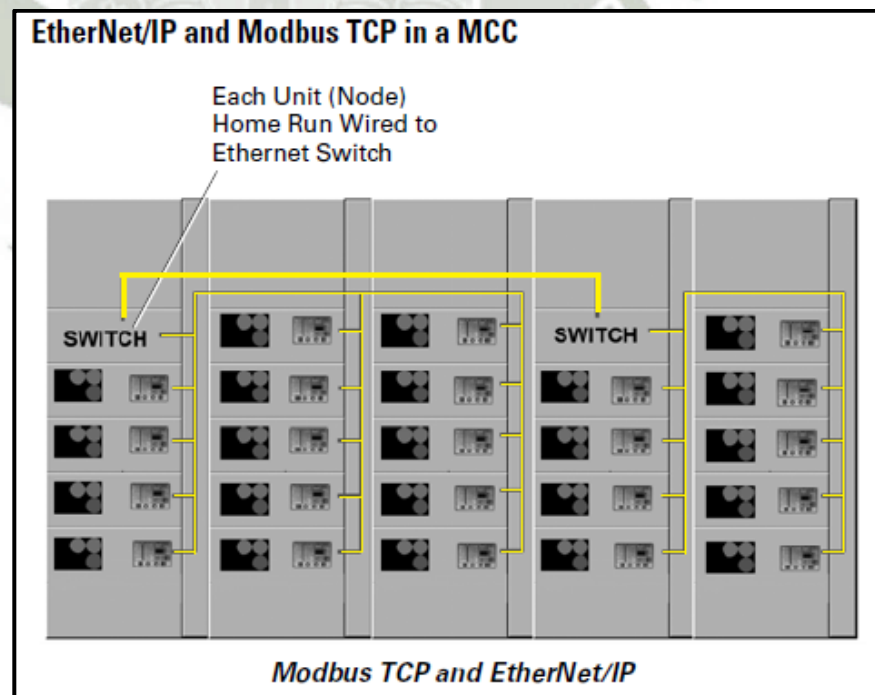 EtherNet/IP and Modbus TCP in a MCC
Each Unit (Node)
Home Run Wired to
Ethernet Switch
SWITCH
SWITCH
Modbus TCP and EtherNet/IP